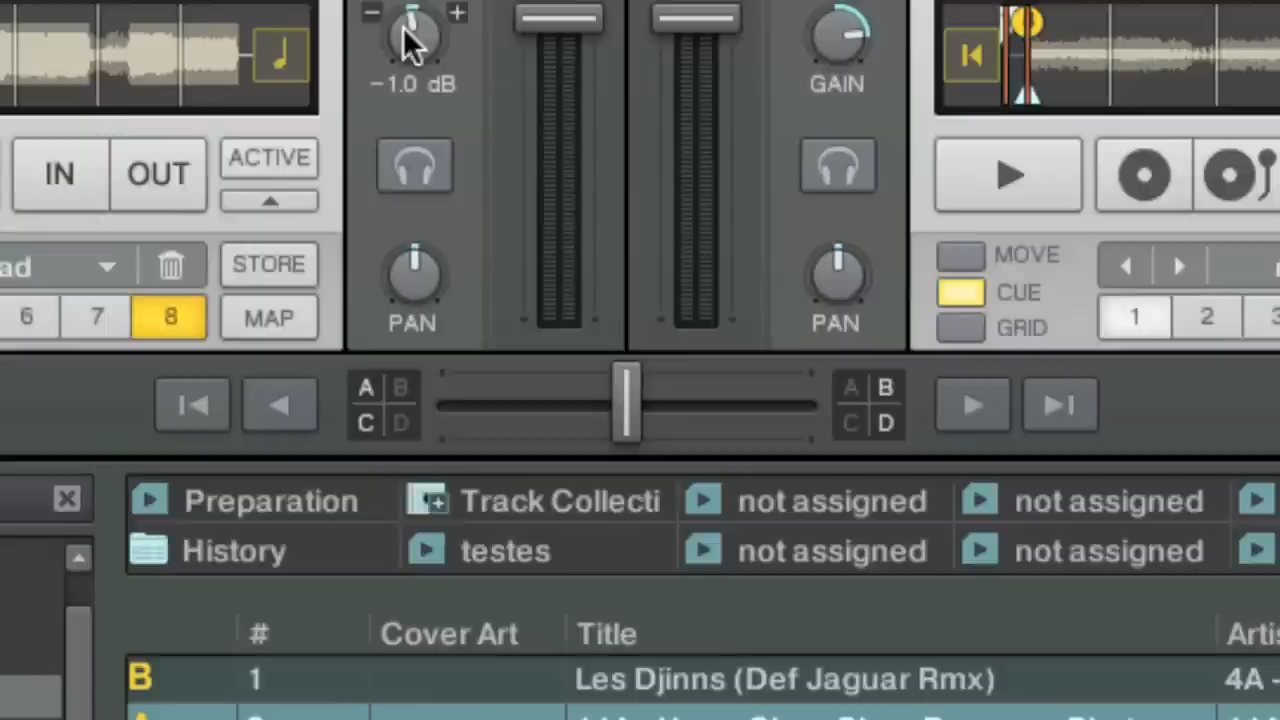 - +
-1.0 dB
GAIN
IN OUT ACTIVE
STORE
6 7 8 MAP
PAN
PAN
MOVE
CUE
GRID
1 2 3
A B C D
A B C D
Preparation Track Collecti not assigned not assigned
History testes not assigned not assigned
# Cover Art Title
B 1 Les Djinns (Def Jaguar Rmx) 4A -